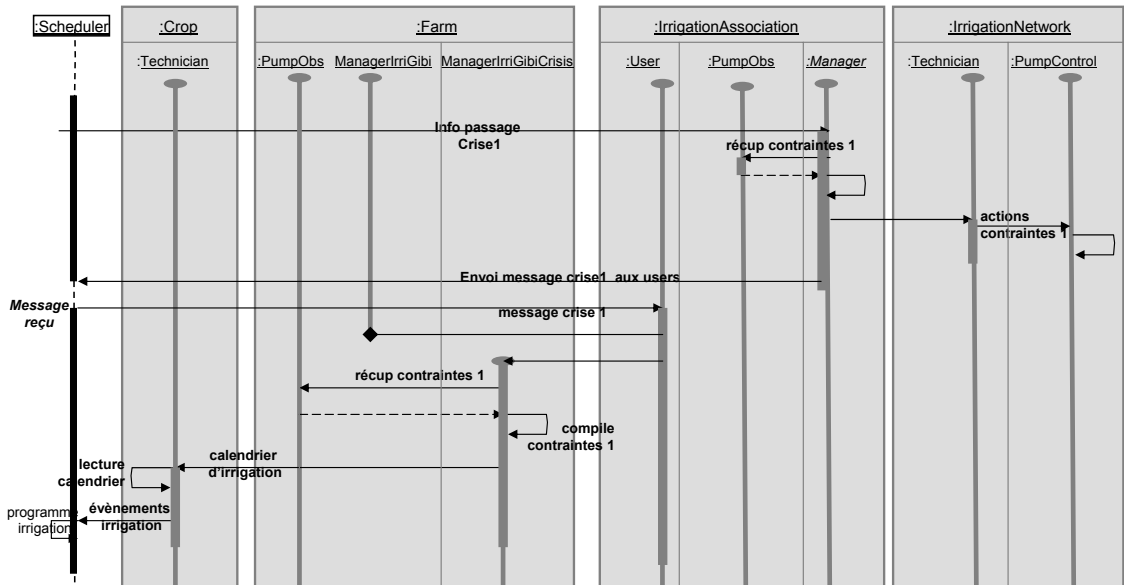 :Scheduler
:Crop
:Farm
:IrrigationAssociation
:IrrigationNetwork
:Technician
:PumpObs
ManagerIrriGibi
ManagerIrriGibiCrisis
:User
:PumpObs
:Manager
:Technician
:PumpControl
Info passage
Crise1
récup contraintes 1
actions
contraintes 1
Envoi message crise1 aux users
Message
reçu
message crise 1
récup contraintes 1
compile
contraintes 1
calendrier
d'irrigation
lecture
calendrier
évènements
irrigation
programme
irrigation